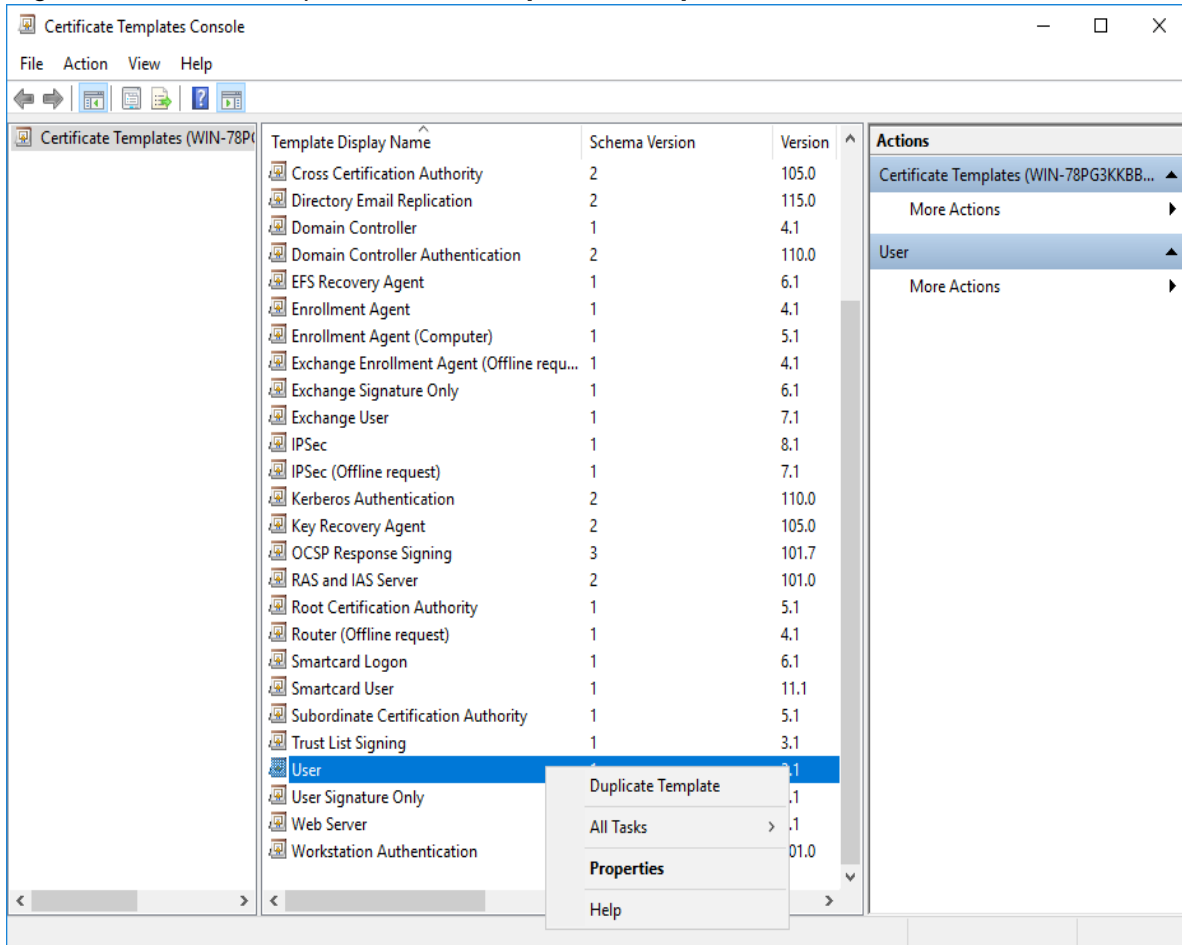 Certificate Templates Console
File Action View Help
Certificate Templates (WIN-78P
Template Display Name Schema Version Version
Cross Certification Authority 2 105.0
Directory Email Replication 2 115.0
Domain Controller 1 4.1
Domain Controller Authentication 2 110.0
EFS Recovery Agent 1 6.1
Enrollment Agent 1 4.1
Enrollment Agent (Computer) 1 5.1
Exchange Enrollment Agent (Offline requ... 1 4.1
Exchange Signature Only 1 6.1
Exchange User 1 7.1
IPSec 1 8.1
IPSec (Offline request) 1 7.1
Kerberos Authentication 2 110.0
Key Recovery Agent 2 105.0
OCSP Response Signing 3 101.7
RAS and IAS Server 2 101.0
Root Certification Authority 1 5.1
Router (Offline request) 1 4.1
Smartcard Logon 1 6.1
Smartcard User 1 11.1
Subordinate Certification Authority 1 5.1
Trust List Signing 1 3.1
User
User Signature Only .1
Web Server .1
Workstation Authentication 01.0
Duplicate Template
All Tasks
Properties
Help
Actions
Certificate Templates (WIN-78PG3KKBB...
More Actions
User
More Actions